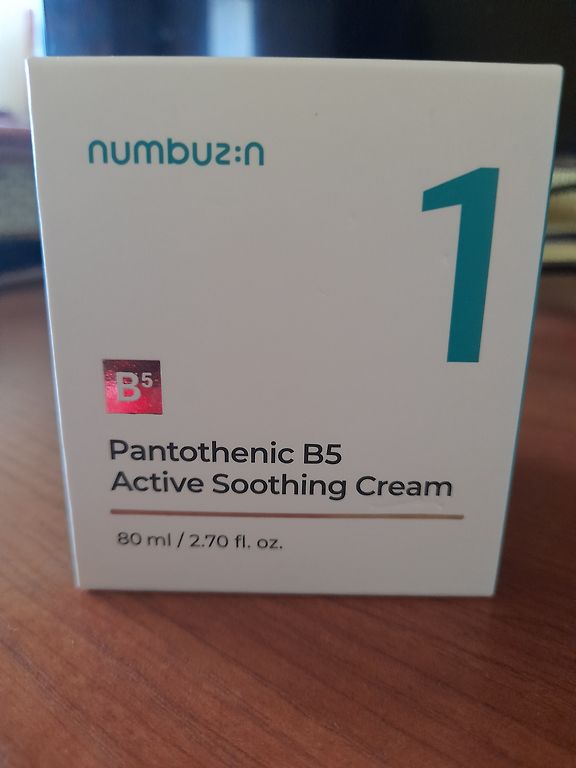 numbuz:n
1
B5
Pantothenic B5
Active Soothing Cream
80 ml / 2.70 fl. oz.